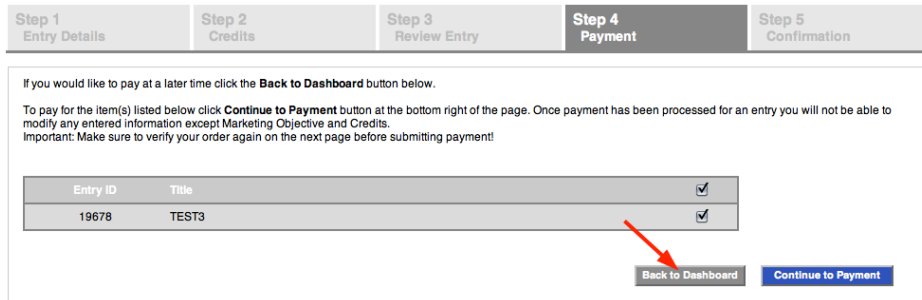 Step 1
Entry Details
Step 2
Credits
Step 3
Review Entry
Step 4
Payment
Step 5
Confirmation
If you would like to pay at a later time click the Back to Dashboard button below.
To pay for the item(s) listed below click Continue to Payment button at the bottom right of the page. Once payment has been processed for an entry you will not be able to
modify any entered information except Marketing Objective and Credits.
Important: Make sure to verify your order again on the next page before submitting payment!
Entry ID Title
19678 TEST3
Back to Dashboard Continue to Payment